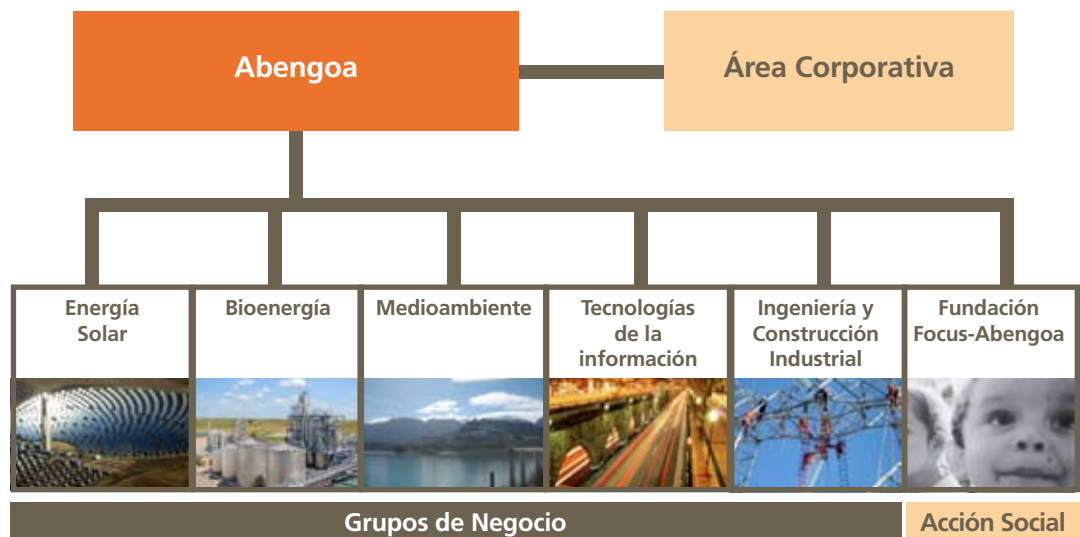 Abengoa
Área Corporativa
Energía
Solar
Bioenergía
Medioambiente
Tecnologías
de la
información
Ingeniería y
Construcción
Industrial
Fundación
Focus-Abengoa
Grupos de Negocio
Acción Social